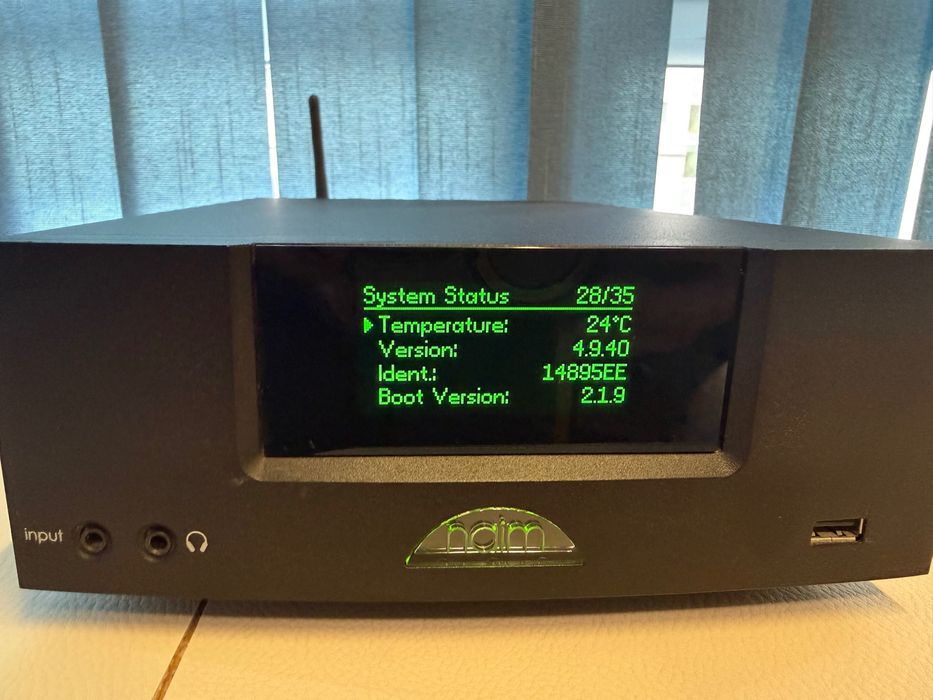 System Status 28/35
Temperature: 24°C
Version: 4.9.40
Ident.: 14895EE
Boot Version: 2.1.9
input
naim